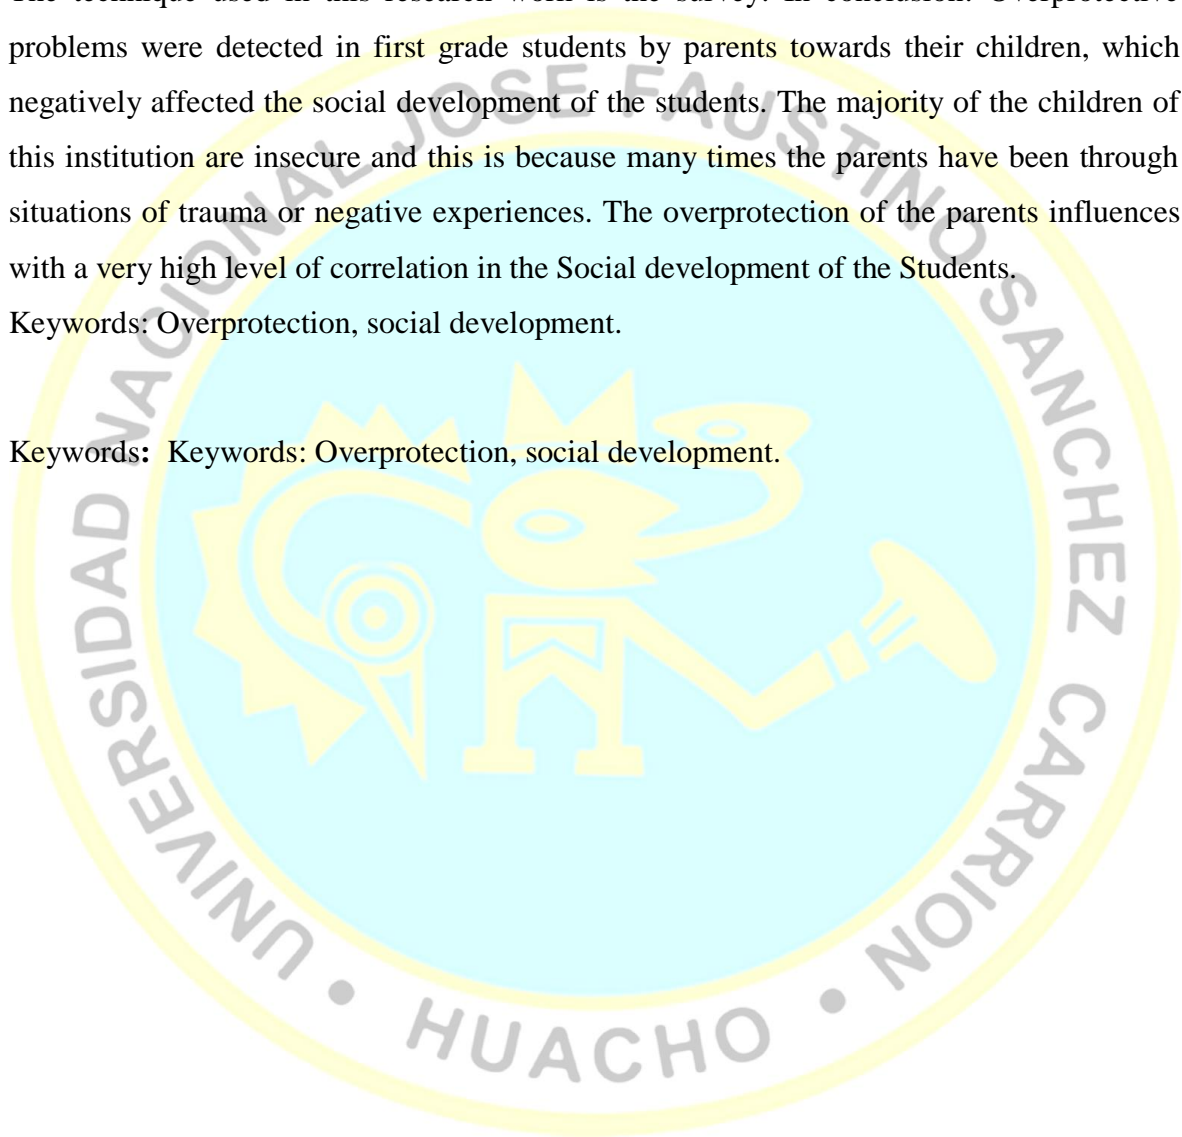 The technique used in this research work is the survey. In conclusion: Overprotective
problems were detected in first grade students by parents towards their children, which
negatively affected the social development of the students. The majority of the children of
this institution are insecure and this is because many times the parents have been through
situations of trauma or negative experiences. The overprotection of the parents influences
with a very high level of correlation in the Social development of the Students.
Keywords: Overprotection, social development.
Keywords: Keywords: Overprotection, social development.
UNIVERSIDAD NACIONAL JOSE FAUSTINO SANCHEZ CARRION
• HUACHO •